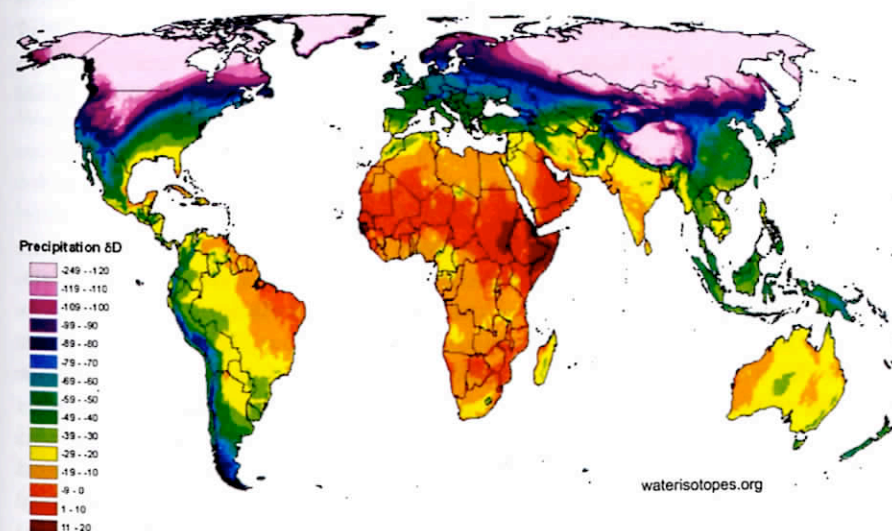 Precipitation δD
-249 - -120
-119 - -110
-109 - -100
-99 - -90
-89 - -80
-79 - -70
-69 - -60
-59 - -50
-49 - -40
-39 - -30
-29 - -20
-19 - -10
-9 - 0
1 - 10
11 - 20
waterisotopes.org